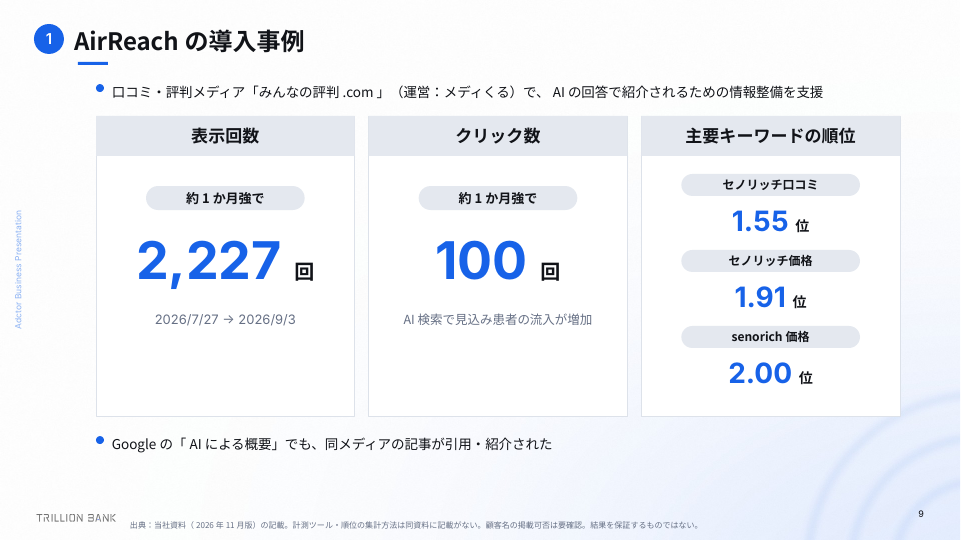 1 AirReach の導入事例
口コミ・評判メディア「みんなの評判 .com 」（運営：メディくる）で、 AI の回答で紹介されるための情報整備を支援
表示回数
約 1 か月強で
2,227 回
2026/7/27 → 2026/9/3
クリック数
約 1 か月強で
100 回
AI 検索で見込み患者の流入が増加
主要キーワードの順位
セノリッチ口コミ
1.55 位
セノリッチ価格
1.91 位
senorich 価格
2.00 位
Google の「 AI による概要」でも、同メディアの記事が引用・紹介された
Adctor Business Presentation
TRILLION BANK
出典：当社資料（ 2026 年 11 月版）の記載。計測ツール・順位の集計方法は同資料に記載がない。顧客名の掲載可否は要確認。結果を保証するものではない。
9